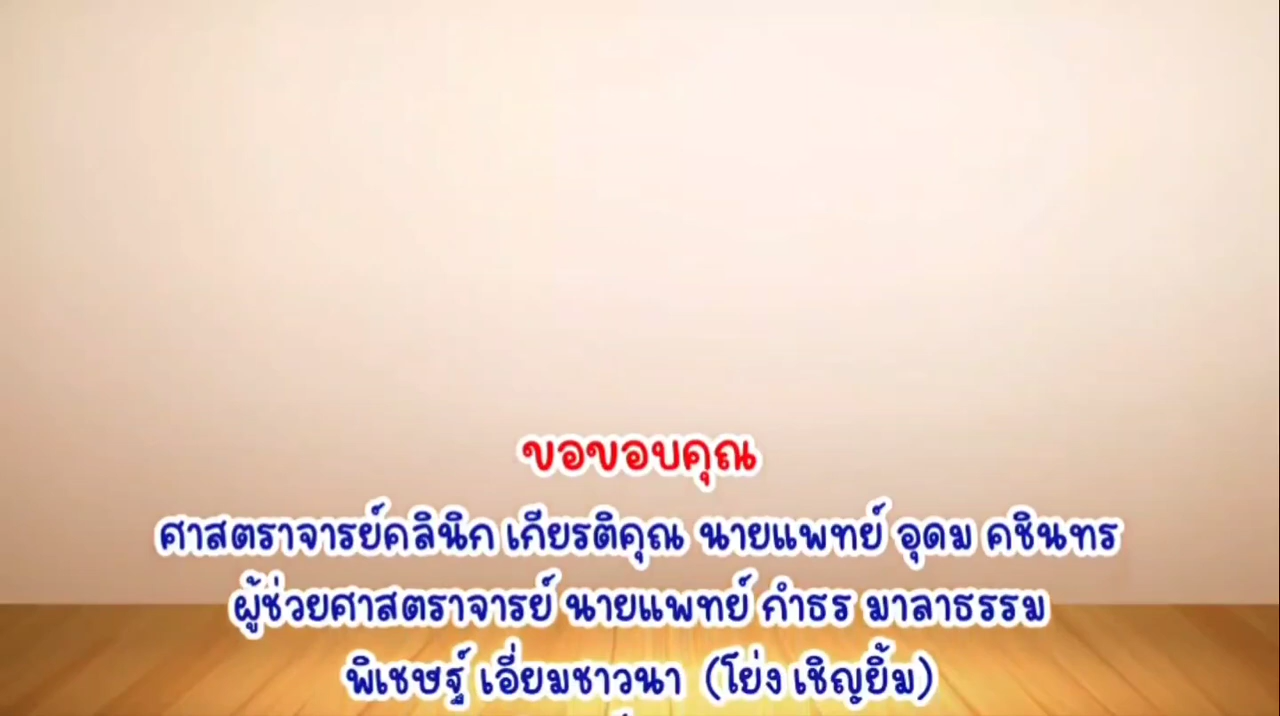 ขอขอบคุณ
ศาสตราจารย์คลินิก เกียรติคุณ นายแพทย์ อุดม คชินทร
ผู้ช่วยศาสตราจารย์ นายแพทย์ กำธร มาลาธรรม
พิเชษฐ์ เอี่ยมชาวนา (โย่ง เชิญยิ้ม)